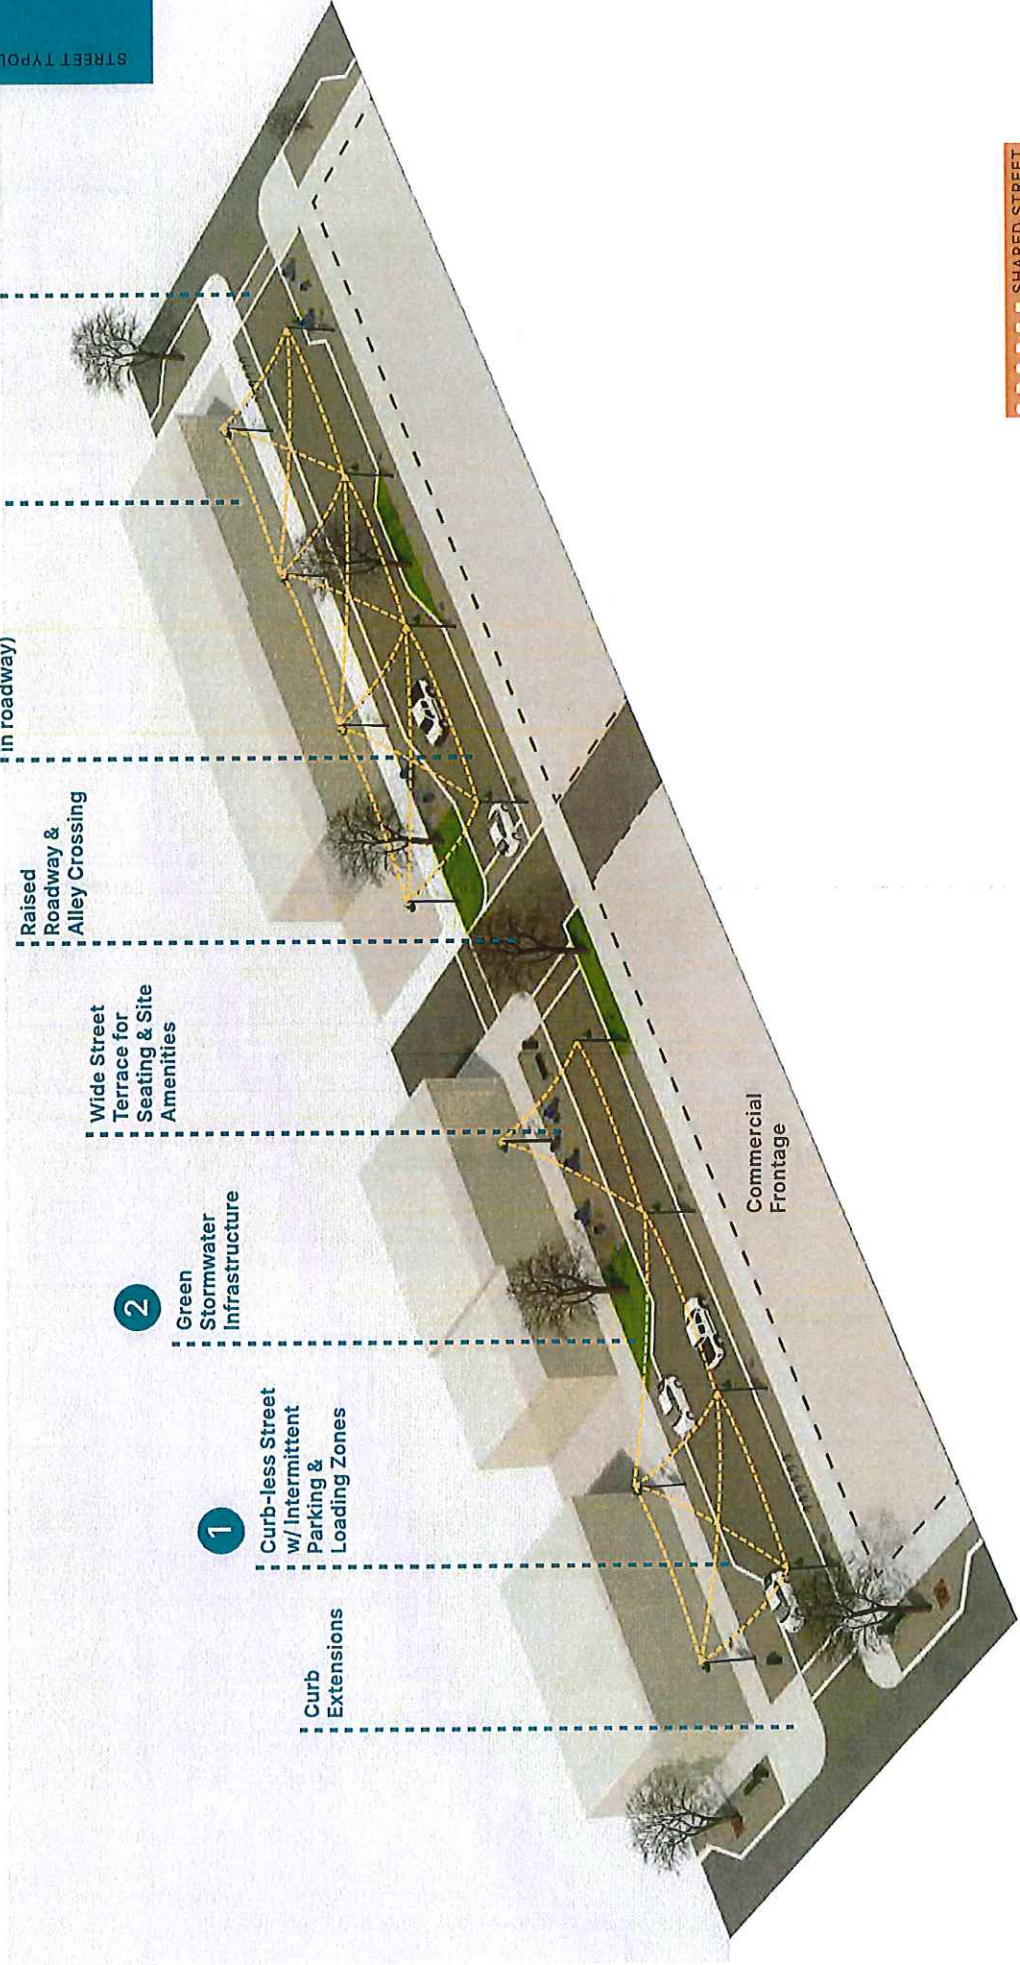 Curb
Extensions
1
Curb-less Street
w/ Intermittent
Parking &
Loading Zones
2
Green
Stormwater
Infrastructure
Wide Street
Terrace for
Seating & Site
Amenities
Raised
Roadway &
Alley Crossing
in roadway)
Commercial
Frontage
SHARED STREET
STREET